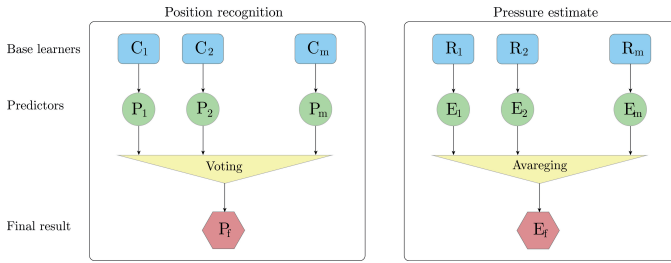 Position recognition
Pressure estimate
Base learners
C1 C2 Cm
R1 R2 Rm
Predictors
P1 P2 Pm
E1 E2 Em
Voting
Avareging
Final result
Pf
Ef